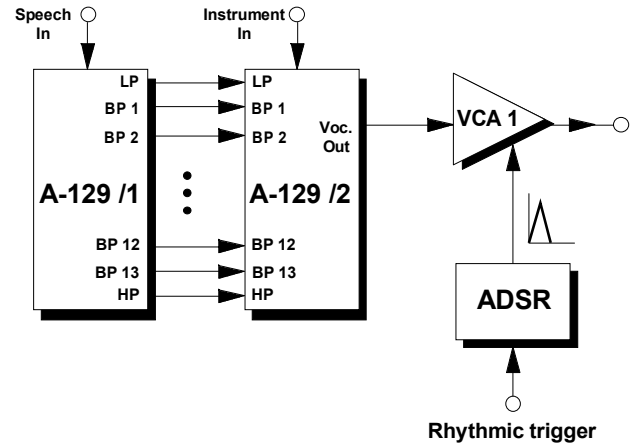 Speech
In
Instrument
In
LP
BP 1
BP 2
A-129 /1
BP 12
BP 13
HP
LP
BP 1
BP 2
Voc.
Out
A-129 /2
BP 12
BP 13
HP
VCA 1
ADSR
Rhythmic trigger